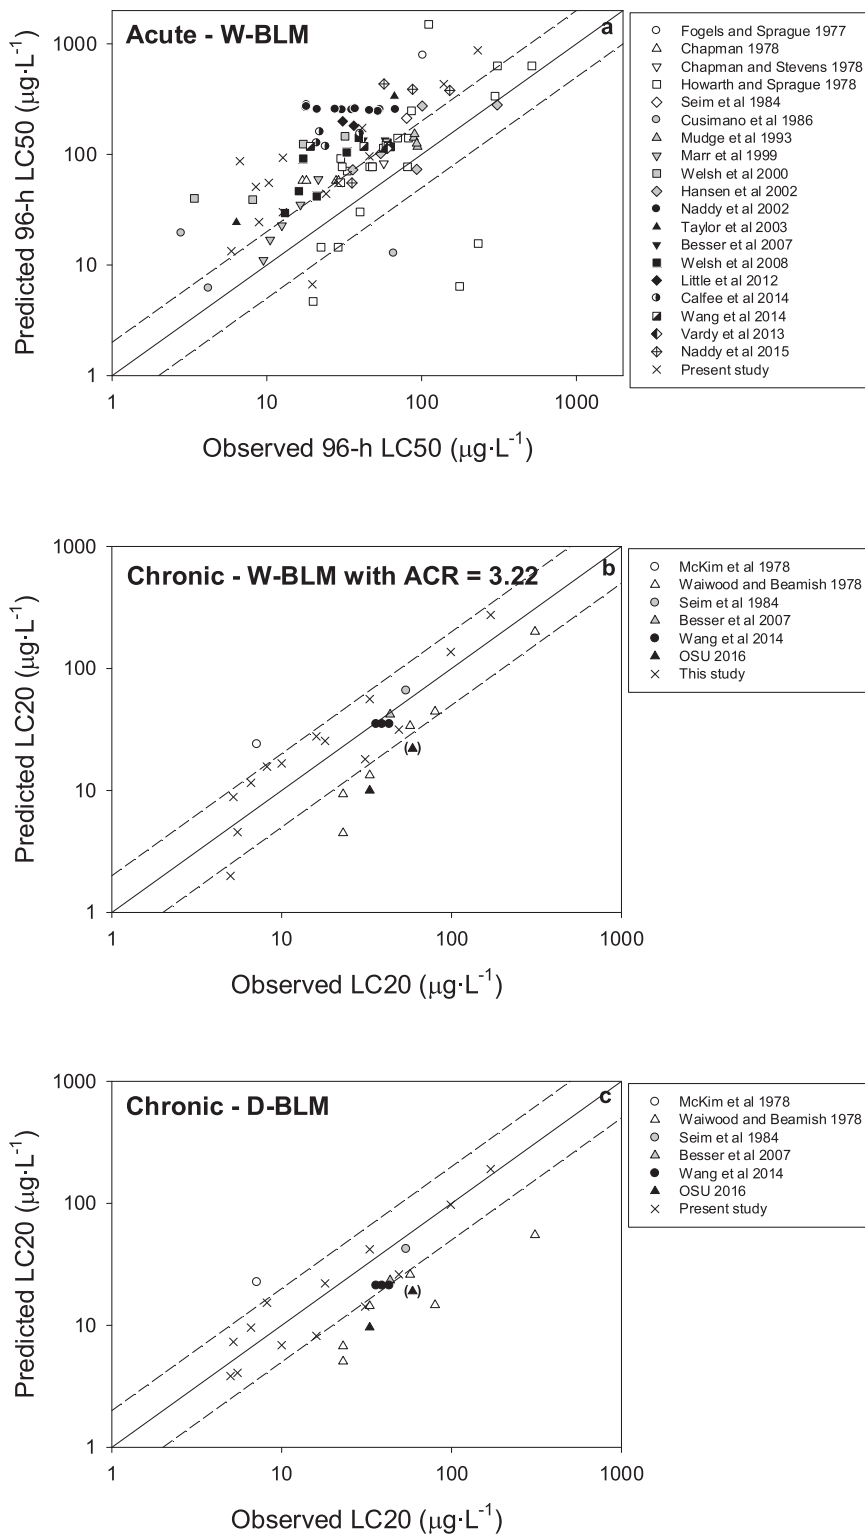 Acute - W-BLM
a
1000
100
10
1
Predicted 96-h LC50 (µg·L-1)
1
10
100
1000
Observed 96-h LC50 (µg·L-1)
Fogels and Sprague 1977
Chapman 1978
Chapman and Stevens 1978
Howarth and Sprague 1978
Seim et al 1984
Cusimano et al 1986
Mudge et al 1993
Marr et al 1999
Welsh et al 2000
Hansen et al 2002
Naddy et al 2002
Taylor et al 2003
Besser et al 2007
Welsh et al 2008
Little et al 2012
Calfee et al 2014
Wang et al 2014
Vardy et al 2013
Naddy et al 2015
Present study
Chronic - W-BLM with ACR = 3.22
b
1000
100
10
1
Predicted LC20 (µg·L-1)
( )
1
10
100
1000
Observed LC20 (µg·L-1)
McKim et al 1978
Waiwood and Beamish 1978
Seim et al 1984
Besser et al 2007
Wang et al 2014
OSU 2016
This study
Chronic - D-BLM
c
1000
100
10
1
Predicted LC20 (µg·L-1)
( )
1
10
100
1000
Observed LC20 (µg·L-1)
McKim et al 1978
Waiwood and Beamish 1978
Seim et al 1984
Besser et al 2007
Wang et al 2014
OSU 2016
Present study